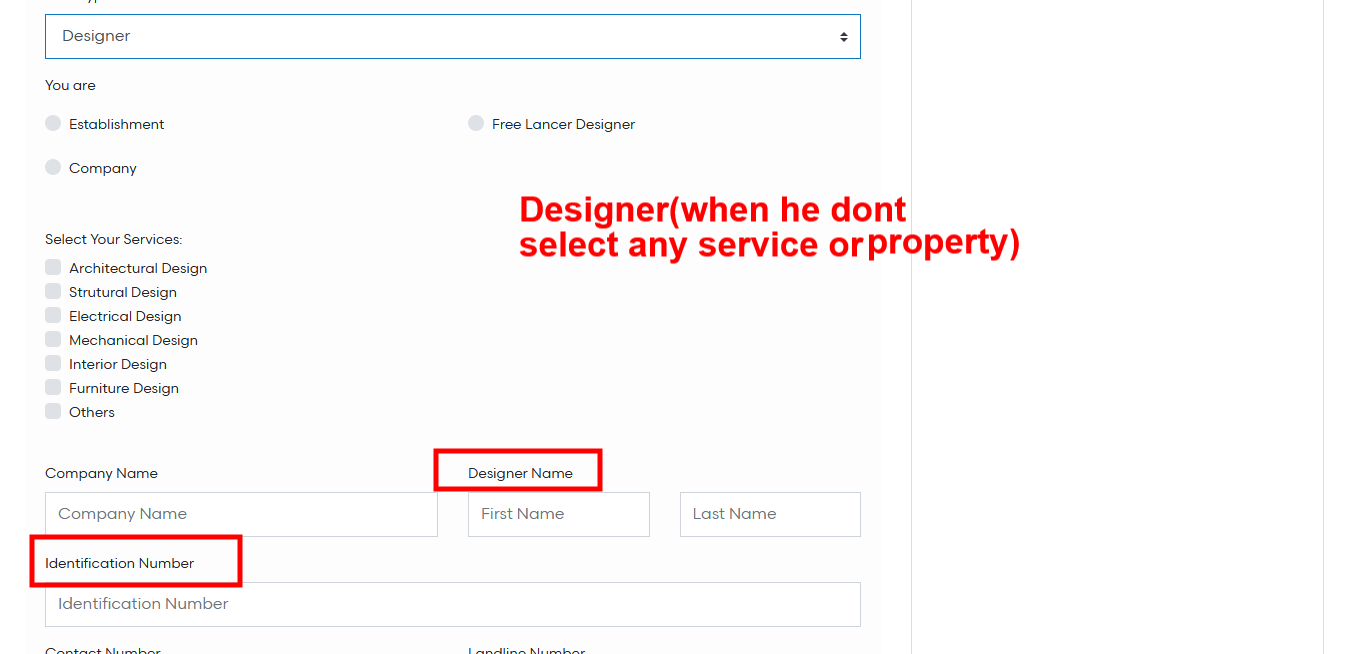 Designer
You are
Establishment
Free Lancer Designer
Company
Designer(when he dont
select any service or property)
Select Your Services:
Architectural Design
Strutural Design
Electrical Design
Mechanical Design
Interior Design
Furniture Design
Others
Company Name
Designer Name
Company Name
First Name
Last Name
Identification Number
Identification Number
Contact Number
Landline Number